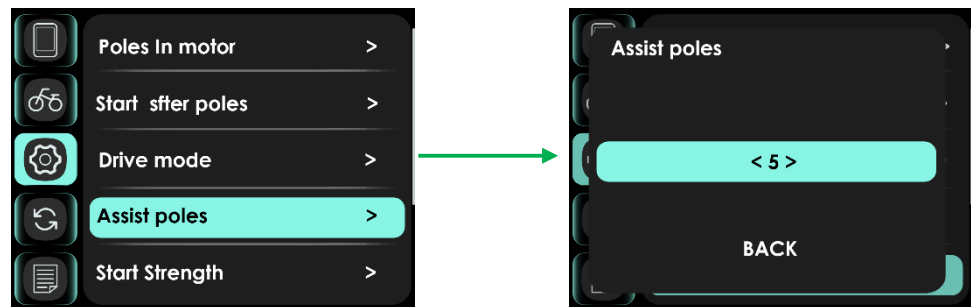 Poles In motor >
Start sfter poles >
Drive mode >
Assist poles >
Start Strength >
Assist poles
< 5 >
BACK